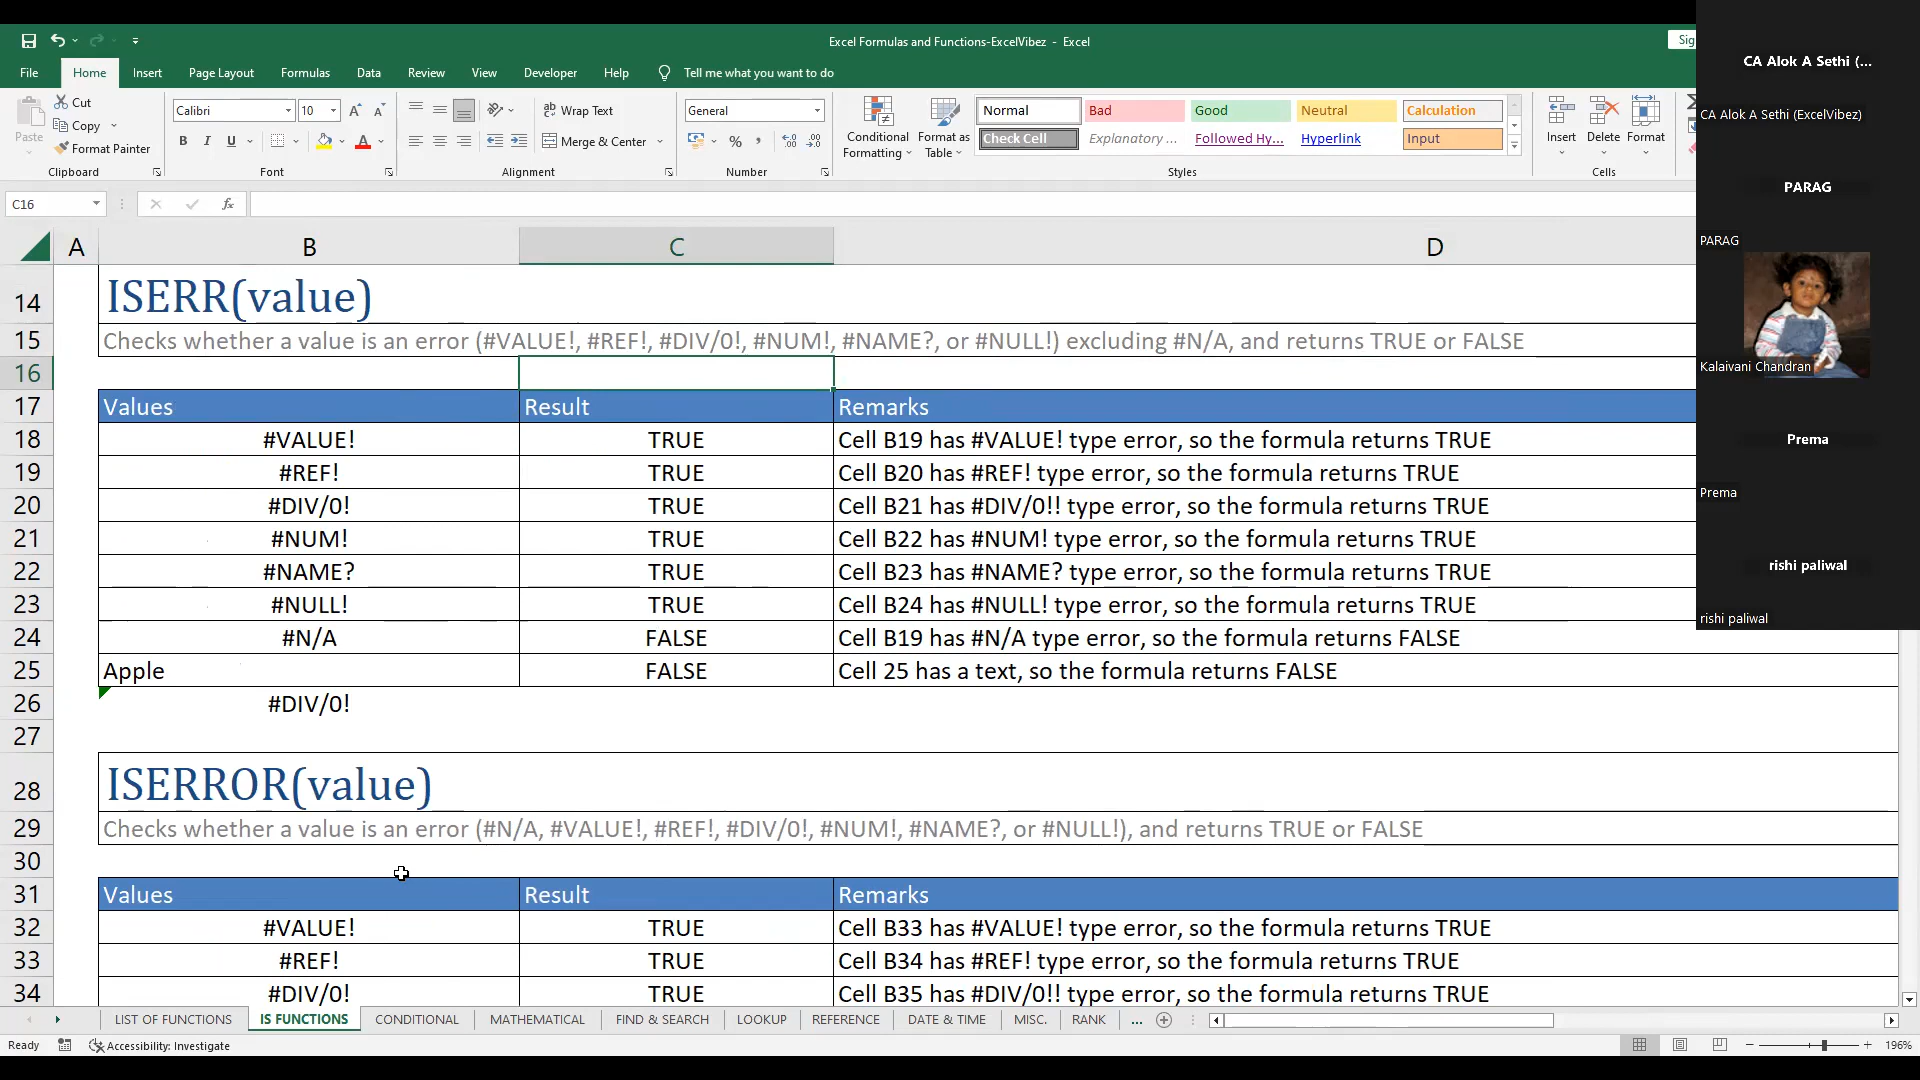 Excel Formulas and Functions-ExcelVibez - Excel
Sig
File Home Insert Page Layout Formulas Data Review View Developer Help Tell me what you want to do
Paste
Cut
Copy
Format Painter
Clipboard
Calibri 10 A A
B I U A
Font
ab Wrap Text
Merge & Center
Alignment
General
% ,
Number
Conditional Formatting
Format as Table
Normal Bad Good Neutral Calculation
Check Cell Explanatory ... Followed Hy... Hyperlink Input
Styles
Insert Delete Format
Cells
C16 fx
A B C D
14 ISERR(value)
15 Checks whether a value is an error (#VALUE!, #REF!, #DIV/0!, #NUM!, #NAME?, or #NULL!) excluding #N/A, and returns TRUE or FALSE
16
17 Values Result Remarks
18 #VALUE! TRUE Cell B19 has #VALUE! type error, so the formula returns TRUE
19 #REF! TRUE Cell B20 has #REF! type error, so the formula returns TRUE
20 #DIV/0! TRUE Cell B21 has #DIV/0!! type error, so the formula returns TRUE
21 #NUM! TRUE Cell B22 has #NUM! type error, so the formula returns TRUE
22 #NAME? TRUE Cell B23 has #NAME? type error, so the formula returns TRUE
23 #NULL! TRUE Cell B24 has #NULL! type error, so the formula returns TRUE
24 #N/A FALSE Cell B19 has #N/A type error, so the formula returns FALSE
25 Apple FALSE Cell 25 has a text, so the formula returns FALSE
26 #DIV/0!
27
28 ISERROR(value)
29 Checks whether a value is an error (#N/A, #VALUE!, #REF!, #DIV/0!, #NUM!, #NAME?, or #NULL!), and returns TRUE or FALSE
30
31 Values Result Remarks
32 #VALUE! TRUE Cell B33 has #VALUE! type error, so the formula returns TRUE
33 #REF! TRUE Cell B34 has #REF! type error, so the formula returns TRUE
34 #DIV/0! TRUE Cell B35 has #DIV/0!! type error, so the formula returns TRUE
LIST OF FUNCTIONS IS FUNCTIONS CONDITIONAL MATHEMATICAL FIND & SEARCH LOOKUP REFERENCE DATE & TIME MISC. RANK ...
Ready Accessibility: Investigate 196%
CA Alok A Sethi (...
CA Alok A Sethi (ExcelVibez)
PARAG
PARAG
Kalaivani Chandran
Prema
Prema
rishi paliwal
rishi paliwal